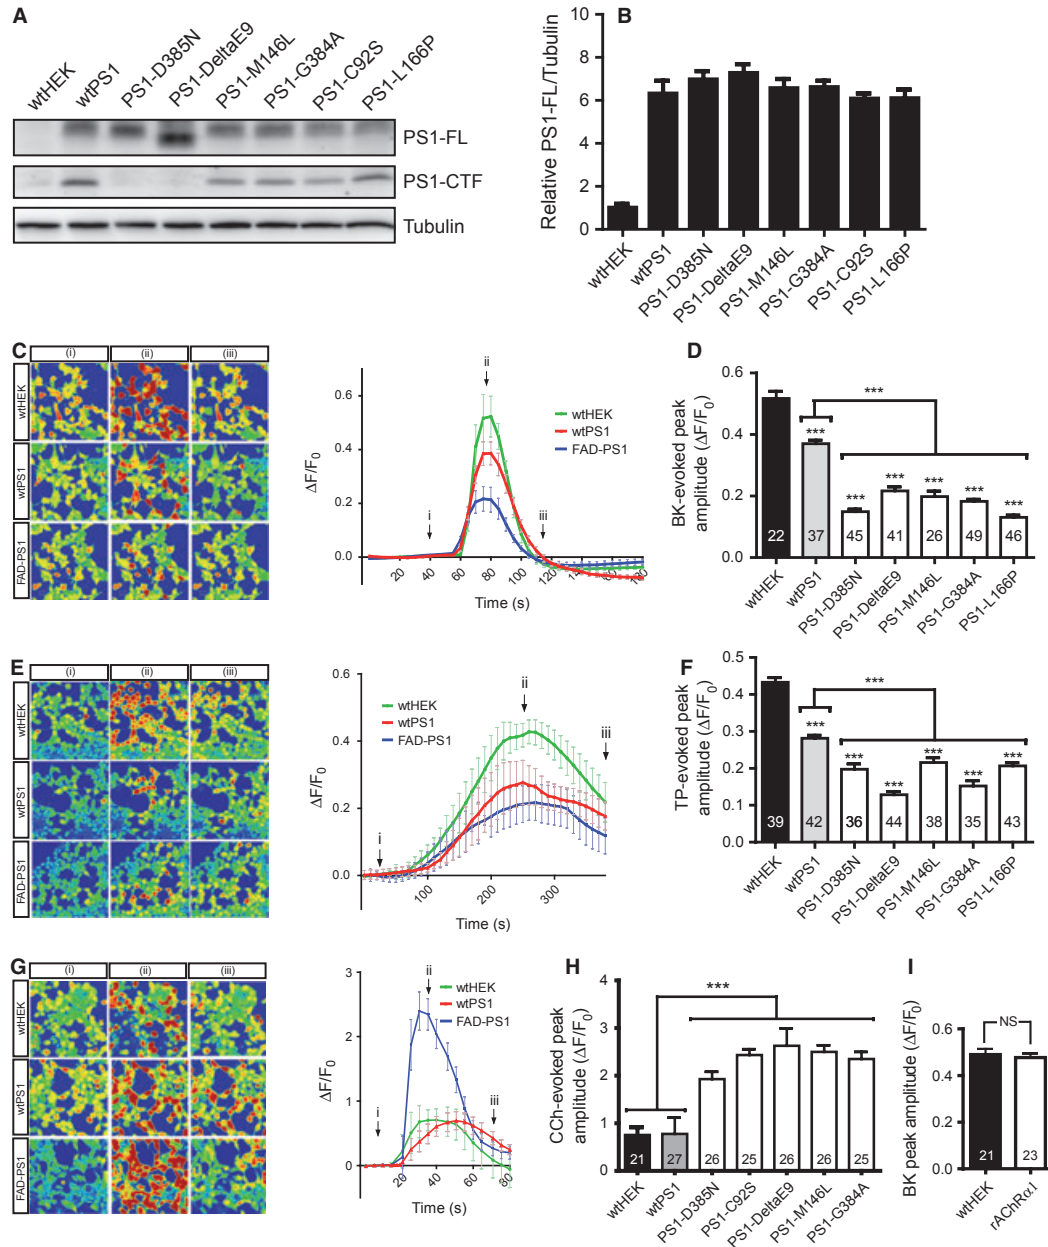 A
wtHEK
wtPS1
PS1-D385N
PS1-DeltaE9
PS1-M146L
PS1-G384A
PS1-C92S
PS1-L166P
PS1-FL
PS1-CTF
Tubulin
B
Relative PS1-FL/Tubulin
10
8
6
4
2
0
wtHEK
wtPS1
PS1-D385N
PS1-DeltaE9
PS1-M146L
PS1-G384A
PS1-C92S
PS1-L166P
C
(i)
(ii)
(iii)
wtHEK
wtPS1
FAD-PS1
ΔF/F0
0.6
0.4
0.2
0.0
i
ii
iii
wtHEK
wtPS1
FAD-PS1
20
40
60
80
100
120
Time (s)
D
BK-evoked peak
amplitude (ΔF/F0)
0.6
0.4
0.2
0.0
***
***
***
***
***
***
***
22
37
45
41
26
49
46
wtHEK
wtPS1
PS1-D385N
PS1-DeltaE9
PS1-M146L
PS1-G384A
PS1-L166P
E
(i)
(ii)
(iii)
wtHEK
wtPS1
FAD-PS1
ΔF/F0
0.6
0.4
0.2
0.0
i
ii
iii
wtHEK
wtPS1
FAD-PS1
100
200
300
Time (s)
F
TP-evoked peak
amplitude (ΔF/F0)
0.5
0.4
0.3
0.2
0.1
0.0
***
***
***
***
***
***
***
39
42
36
44
38
35
43
wtHEK
wtPS1
PS1-D385N
PS1-DeltaE9
PS1-M146L
PS1-G384A
PS1-L166P
G
(i)
(ii)
(iii)
wtHEK
wtPS1
FAD-PS1
ΔF/F0
3
2
1
0
i
ii
iii
wtHEK
wtPS1
FAD-PS1
20
40
60
80
Time (s)
H
CCh-evoked peak
amplitude (ΔF/F0)
4
3
2
1
0
***
21
27
26
25
26
26
25
wtHEK
wtPS1
PS1-D385N
PS1-C92S
PS1-DeltaE9
PS1-M146L
PS1-G384A
I
BK peak amplitude (ΔF/F0)
0.6
0.4
0.2
0.0
NS
21
23
wtHEK
rAChRα1